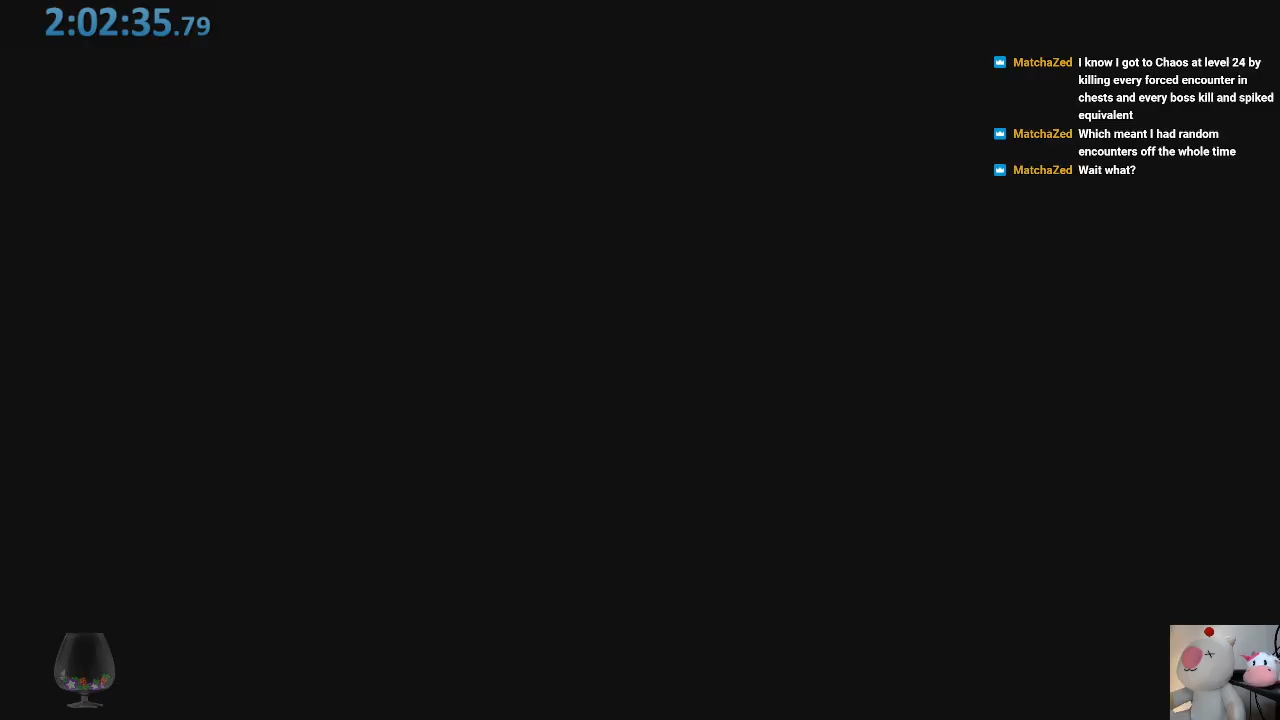 2:02:35.79
MatchaZed I know I got to Chaos at level 24 by
killing every forced encounter in
chests and every boss kill and spiked
equivalent
MatchaZed Which meant I had random
encounters off the whole time
MatchaZed Wait what?